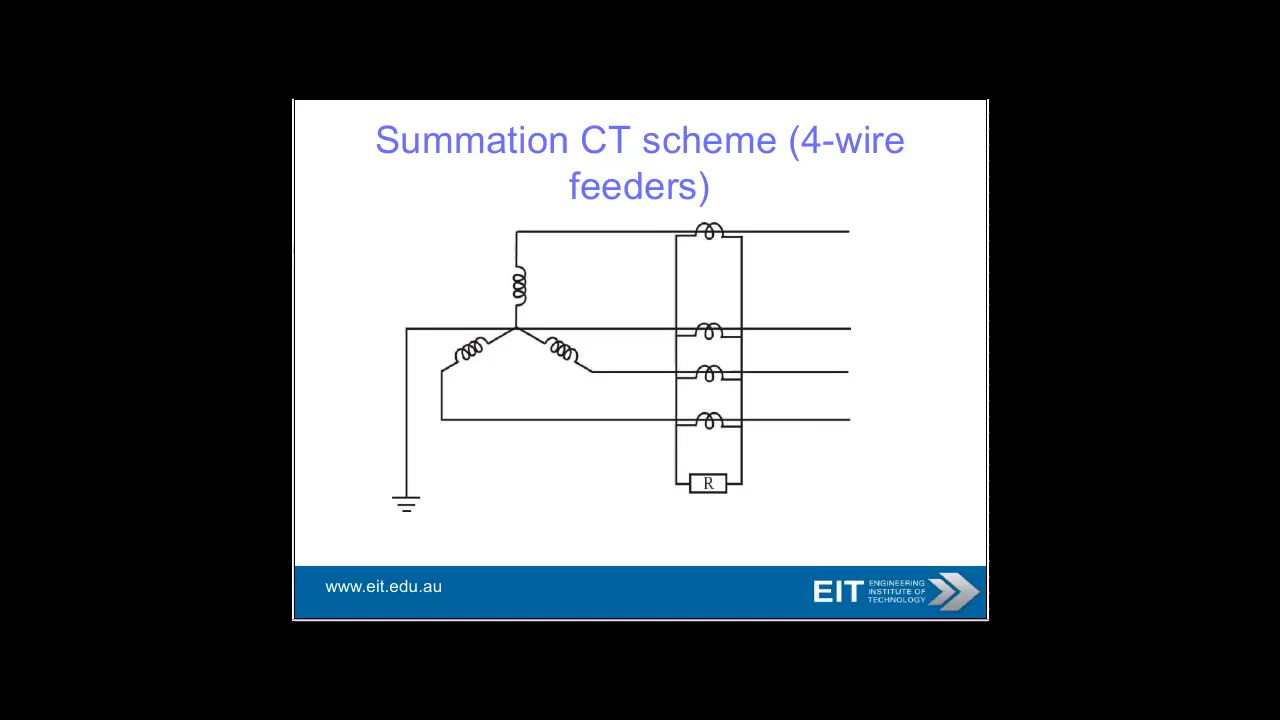 Summation CT scheme (4-wire
feeders)
R
www.eit.edu.au
EIT
ENGINEERING
INSTITUTE OF
TECHNOLOGY